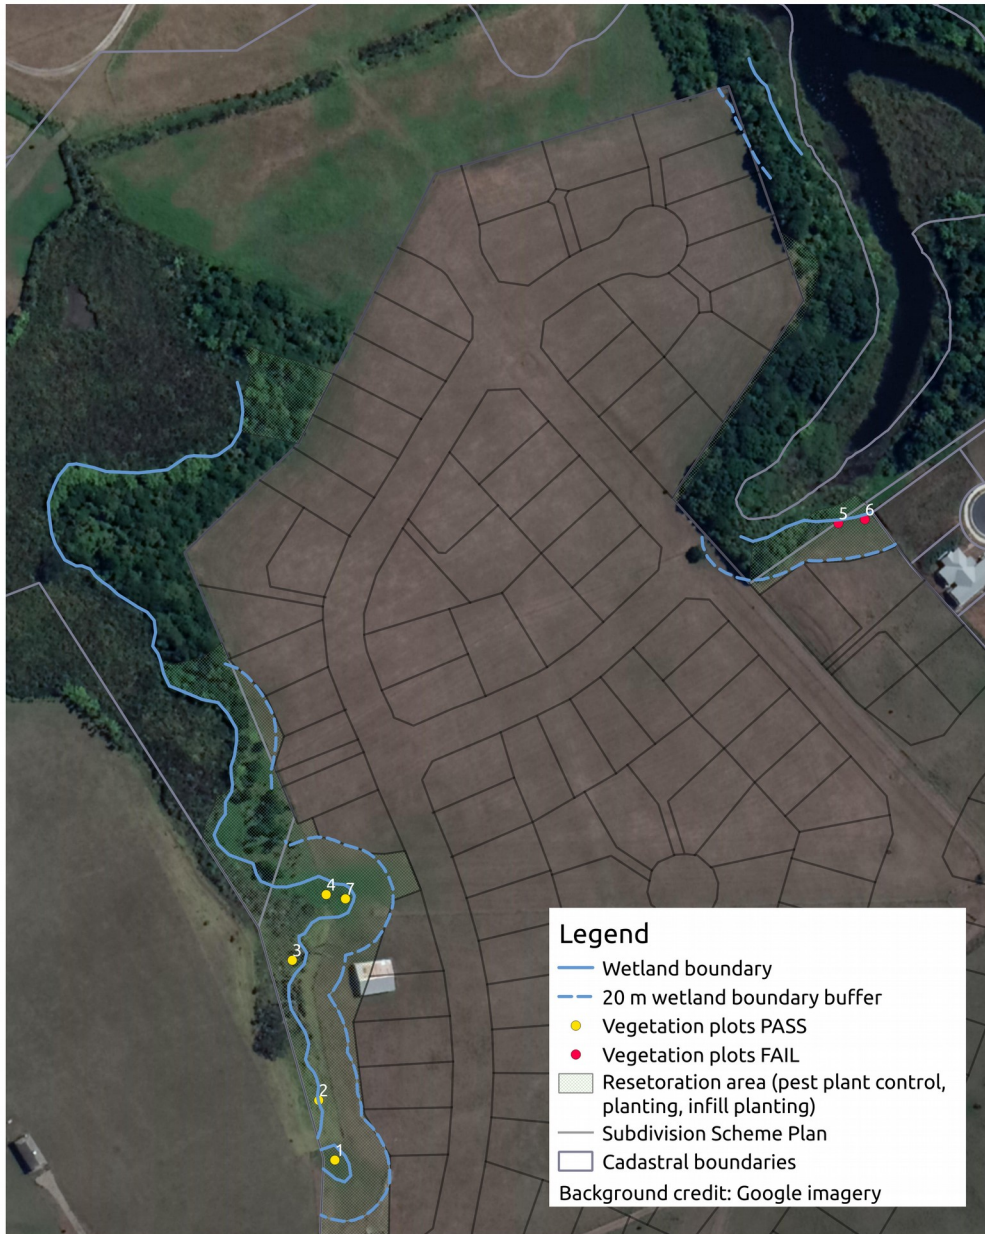 5
6
4
7
3
2
1
Legend
Wetland boundary
20 m wetland boundary buffer
Vegetation plots PASS
Vegetation plots FAIL
Resetoration area (pest plant control,
planting, infill planting)
Subdivision Scheme Plan
Cadastral boundaries
Background credit: Google imagery